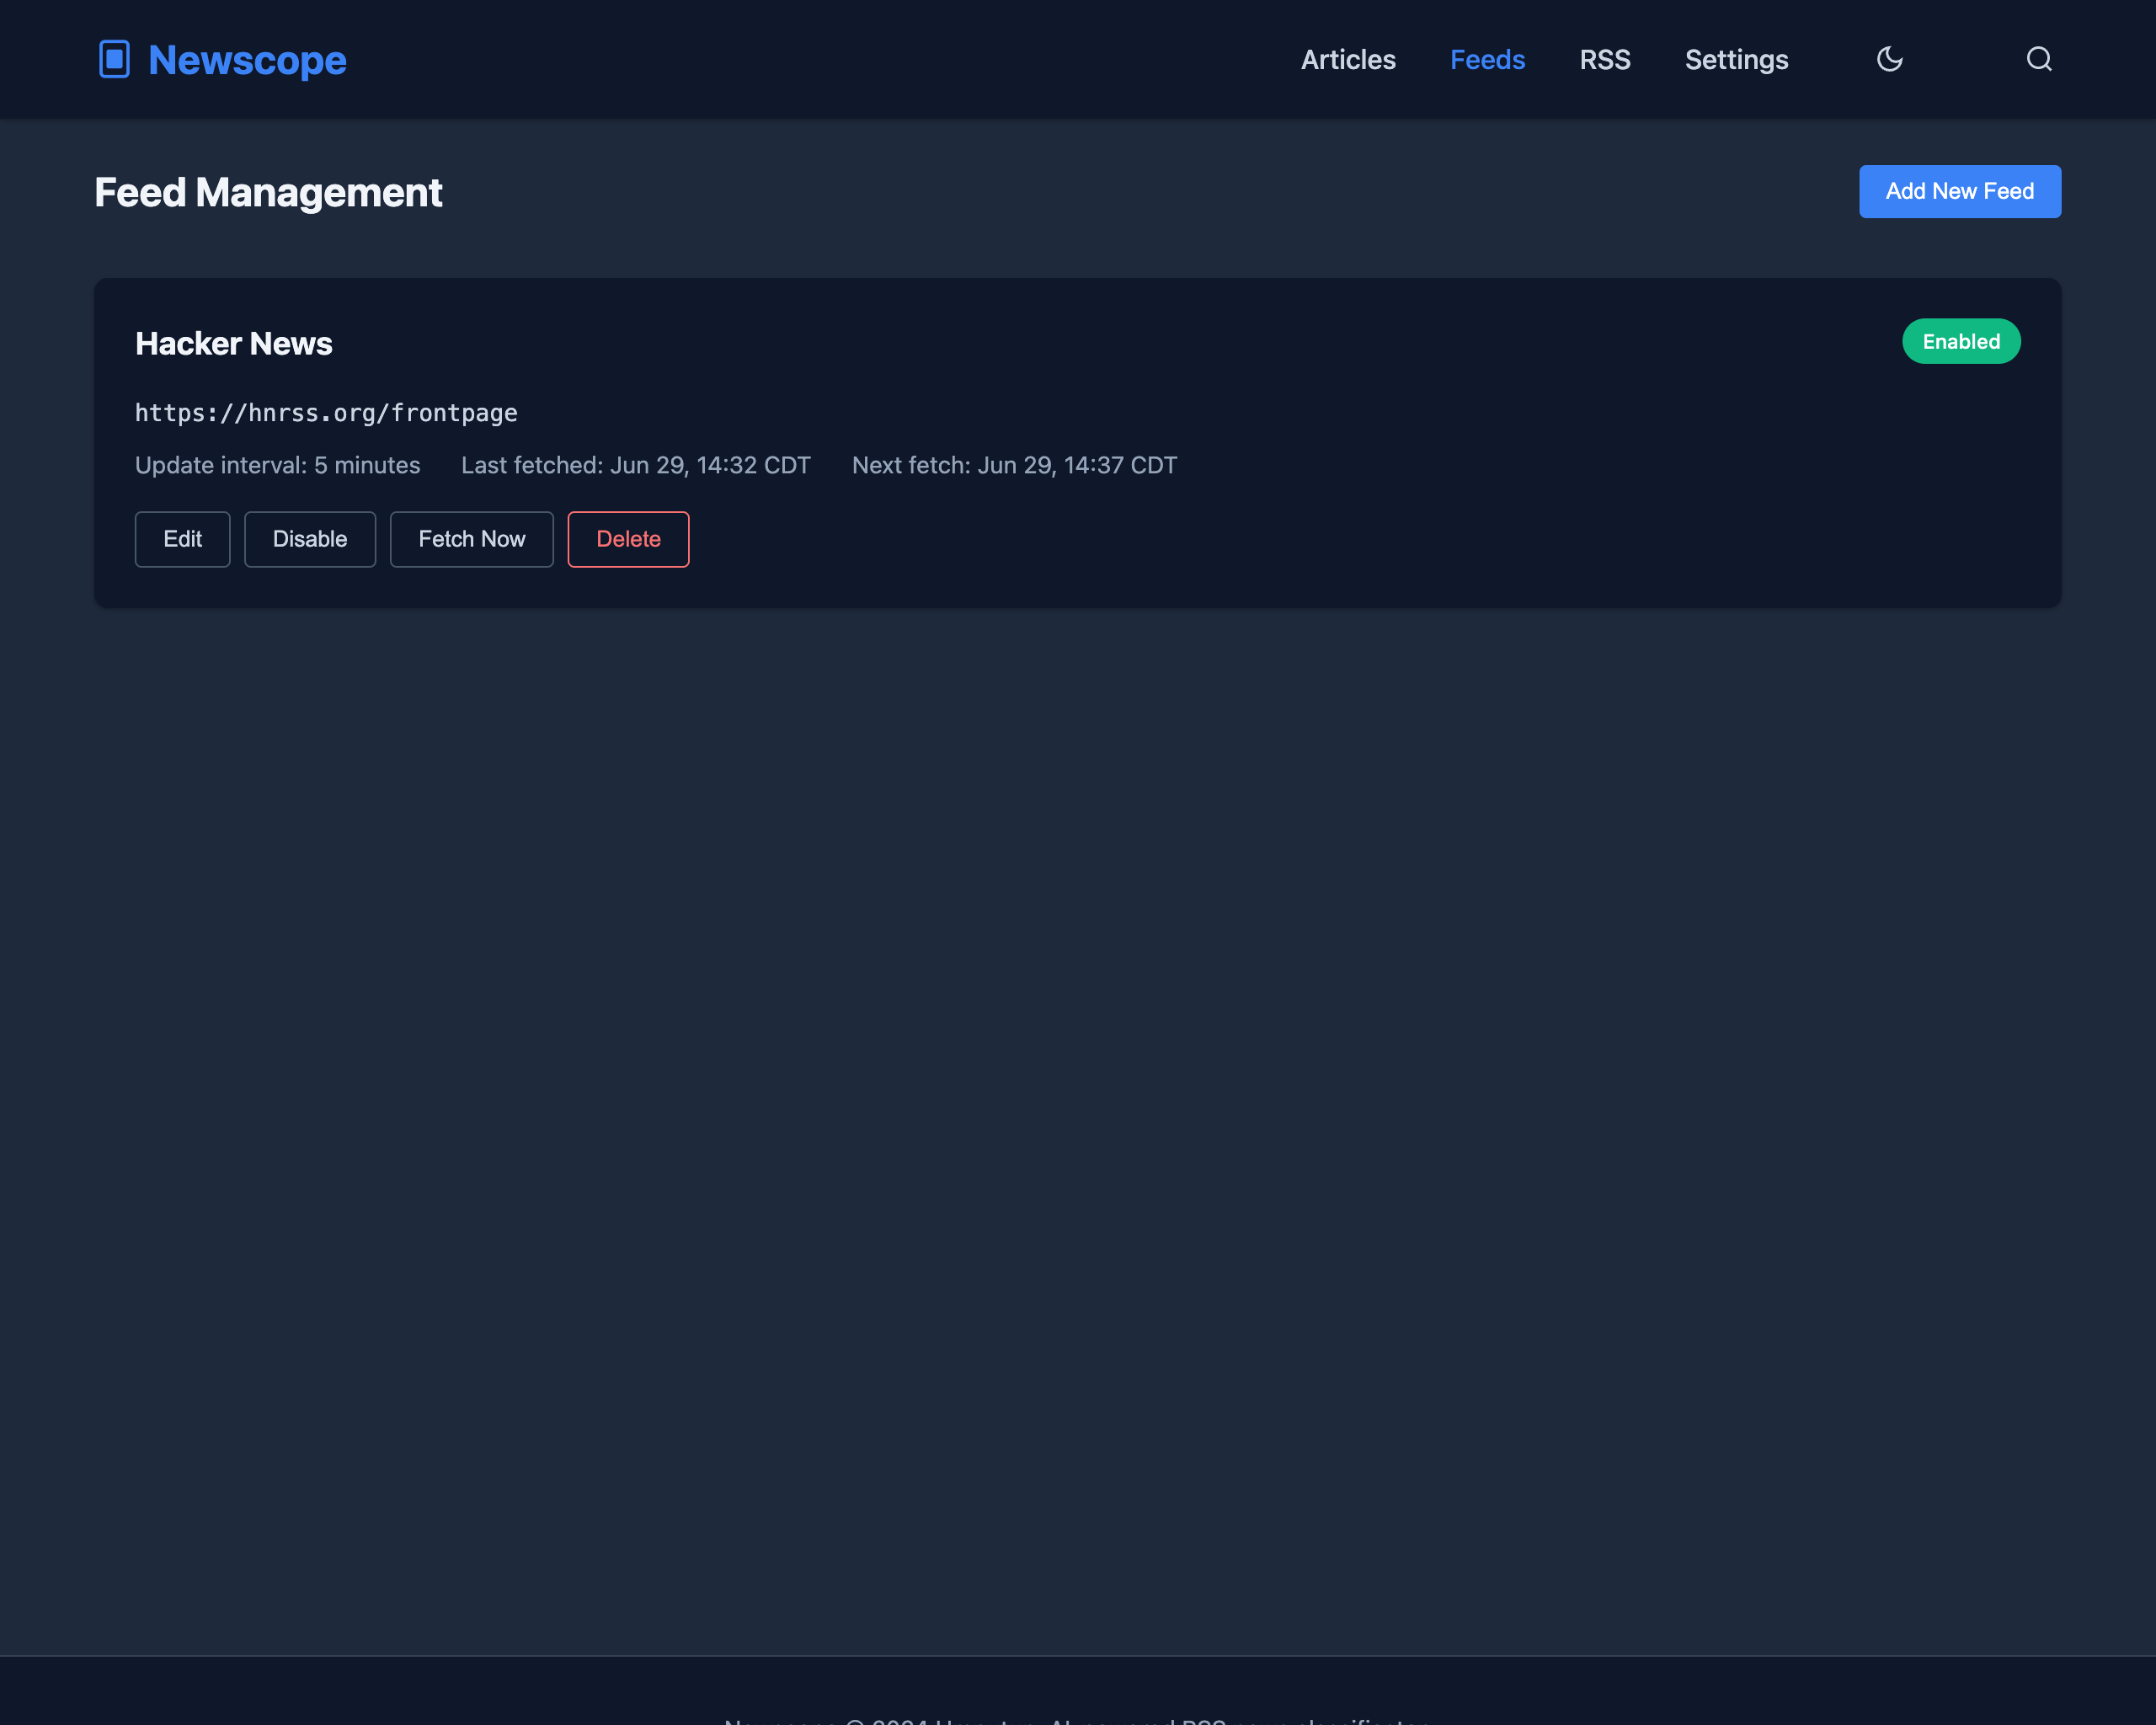 Newscope
Articles Feeds RSS Settings
Feed Management
Add New Feed
Hacker News
Enabled
https://hnrss.org/frontpage
Update interval: 5 minutes Last fetched: Jun 29, 14:32 CDT Next fetch: Jun 29, 14:37 CDT
Edit Disable Fetch Now Delete